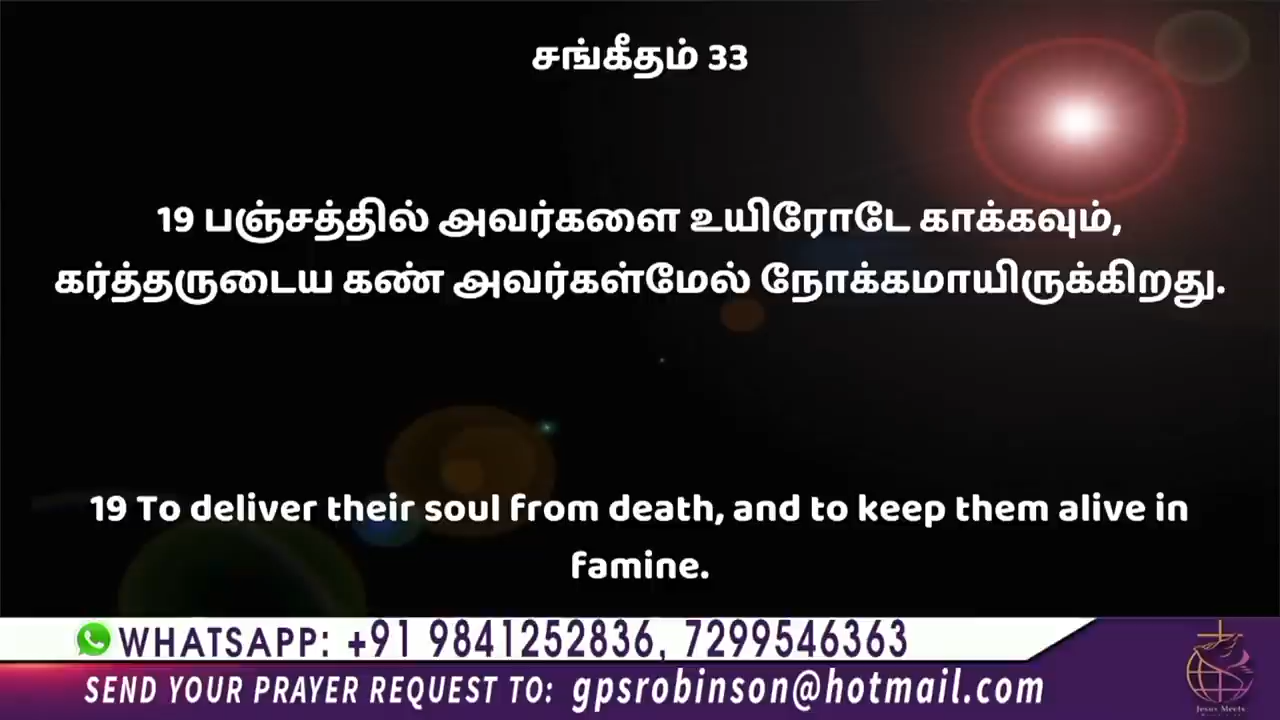 சங்கீதம் 33
19 பஞ்சத்தில் அவர்களை உயிரோடே காக்கவும்,
கர்த்தருடைய கண் அவர்கள்மேல் நோக்கமாயிருக்கிறது.
19 To deliver their soul from death, and to keep them alive in
famine.
WHATSAPP: +91 9841252836, 7299546363
SEND YOUR PRAYER REQUEST TO: gpsrobinson@hotmail.com
Jesus Meets